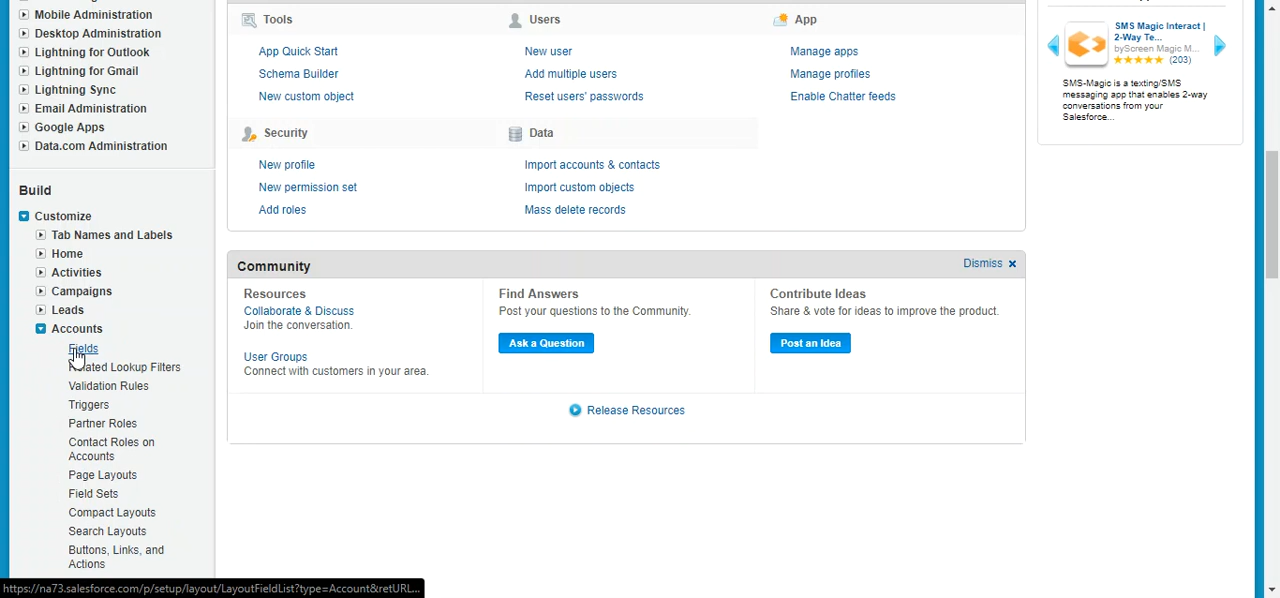 Mobile Administration
Desktop Administration
Lightning for Outlook
Lightning for Gmail
Lightning Sync
Email Administration
Google Apps
Data.com Administration
Build
Customize
Tab Names and Labels
Home
Activities
Campaigns
Leads
Accounts
Fields
Related Lookup Filters
Validation Rules
Triggers
Partner Roles
Contact Roles on
Accounts
Page Layouts
Field Sets
Compact Layouts
Search Layouts
Buttons, Links, and
Actions
Tools
App Quick Start
Schema Builder
New custom object
Users
New user
Add multiple users
Reset users' passwords
App
Manage apps
Manage profiles
Enable Chatter feeds
Security
New profile
New permission set
Add roles
Data
Import accounts & contacts
Import custom objects
Mass delete records
Community
Dismiss
Resources
Collaborate & Discuss
Join the conversation.
User Groups
Connect with customers in your area.
Find Answers
Post your questions to the Community.
Ask a Question
Contribute Ideas
Share & vote for ideas to improve the product.
Post an Idea
Release Resources
SMS Magic Interact |
2-Way Te...
byScreen Magic M...
(203)
SMS-Magic is a texting/SMS
messaging app that enables 2-way
conversations from your
Salesforce...
https://na73.salesforce.com/p/setup/layout/LayoutFieldList?type=Account&retURL...